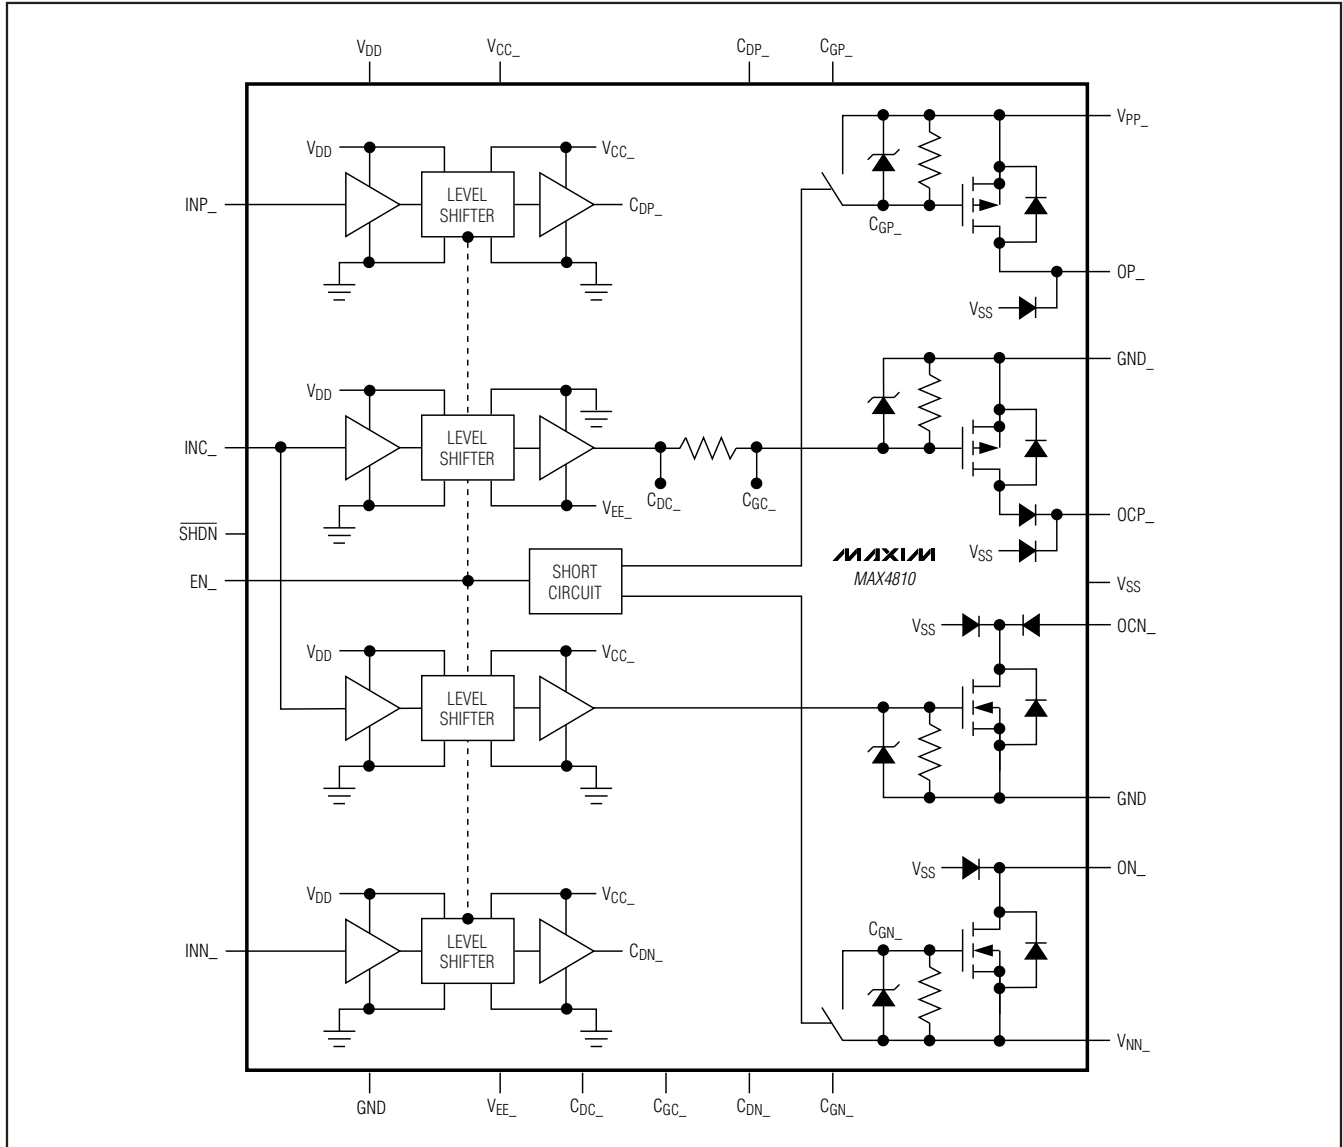 VDD VCC_ CDP_ CGP_
VDD VCC_ VPP_
INP_ LEVEL SHIFTER CDP_
CGP_
OP_
VSS
GND_
VDD
INC_ LEVEL SHIFTER
CDC_ CGC_
VEE_
OCP_
SHDN
VSS
MAXIM
MAX4810
EN_ SHORT CIRCUIT
VSS
VSS OCN_
VDD VCC_
LEVEL SHIFTER
GND
VSS ON_
VDD VCC_
CGN_
INN_ LEVEL SHIFTER CDN_
VNN_
GND VEE_ CDC_ CGC_ CDN_ CGN_